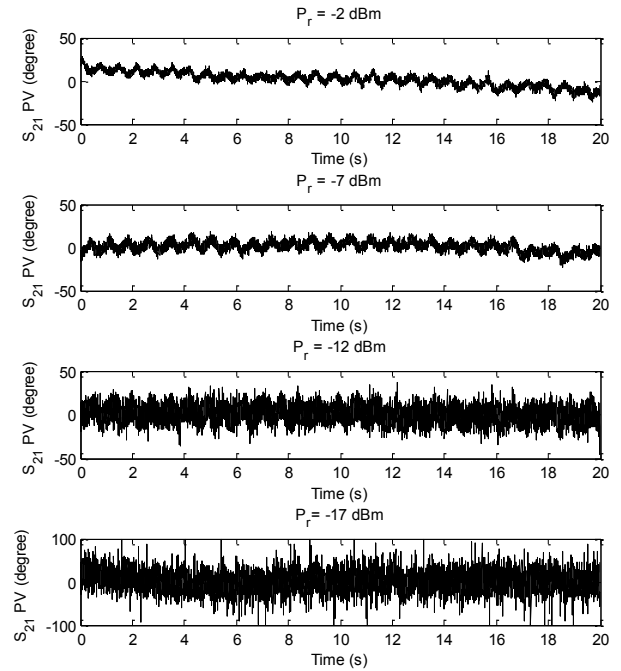 P_r = -2 dBm
50
0
-50
S_21 PV (degree)
0 2 4 6 8 10 12 14 16 18 20
Time (s)
P_r = -7 dBm
50
0
-50
S_21 PV (degree)
0 2 4 6 8 10 12 14 16 18 20
Time (s)
P_r = -12 dBm
50
0
-50
S_21 PV (degree)
0 2 4 6 8 10 12 14 16 18 20
Time (s)
P_r = -17 dBm
100
0
-100
S_21 PV (degree)
0 2 4 6 8 10 12 14 16 18 20
Time (s)